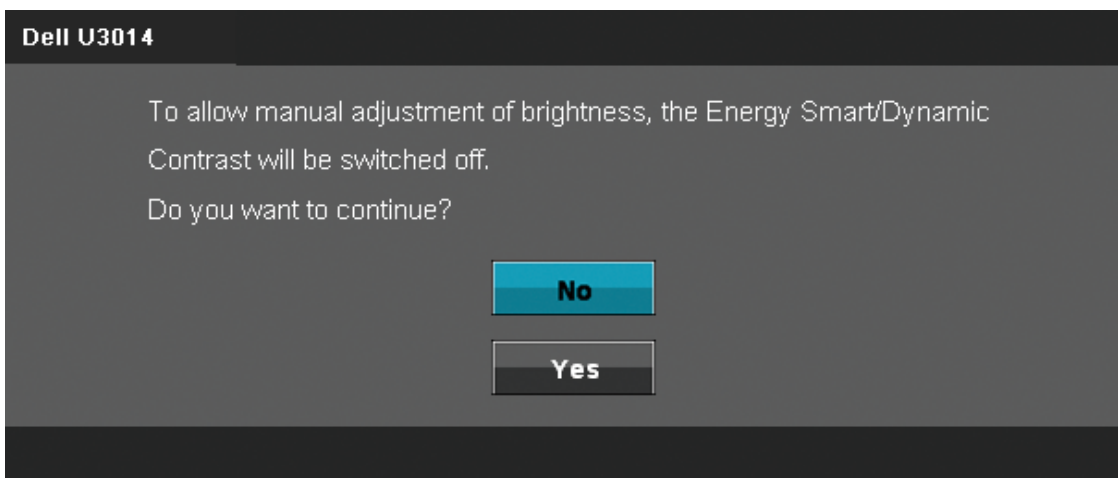 Dell U3014
To allow manual adjustment of brightness, the Energy Smart/Dynamic
Contrast will be switched off.
Do you want to continue?
No
Yes